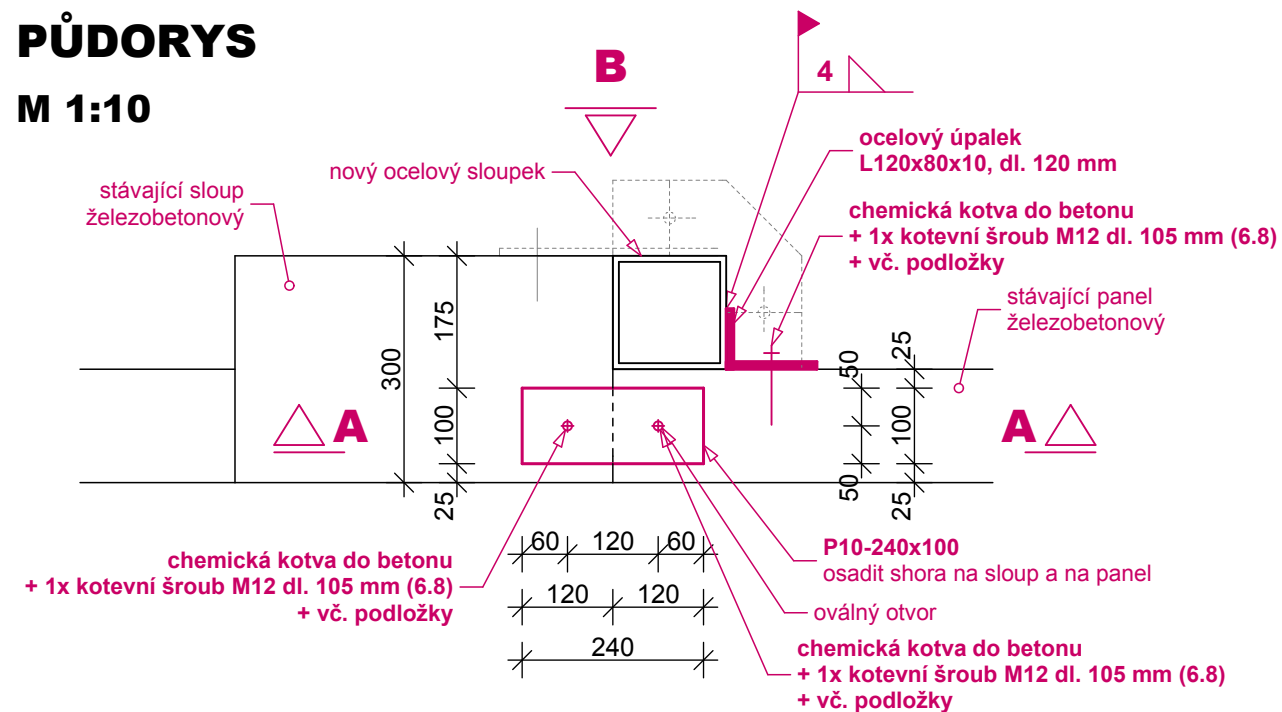 PŮDORYS
M 1:10
B
4
ocelový úpalek
L120x80x10, dl. 120 mm
nový ocelový sloupek
stávající sloup
železobetonový
chemická kotva do betonu
+ 1x kotevní šroub M12 dl. 105 mm (6.8)
+ vč. podložky
stávající panel
železobetonový
300
175
100
25
50
50
25
100
25
A
A
60
120
60
120
120
240
chemická kotva do betonu
+ 1x kotevní šroub M12 dl. 105 mm (6.8)
+ vč. podložky
P10-240x100
osadit shora na sloup a na panel
oválný otvor
chemická kotva do betonu
+ 1x kotevní šroub M12 dl. 105 mm (6.8)
+ vč. podložky